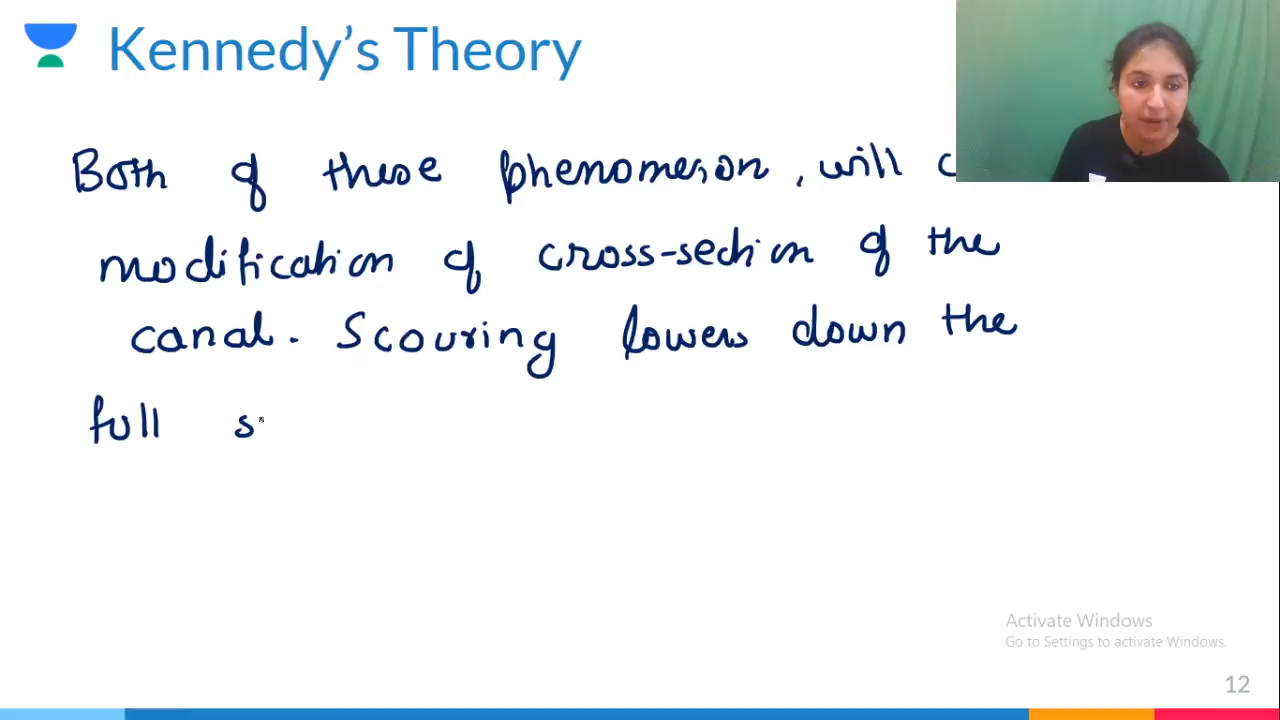 Kennedy's Theory
Both of these phenomenon, will
modification of cross-section of the
canal. Scouring lowers down the
full s
Activate Windows
Go to Settings to activate Windows.
12